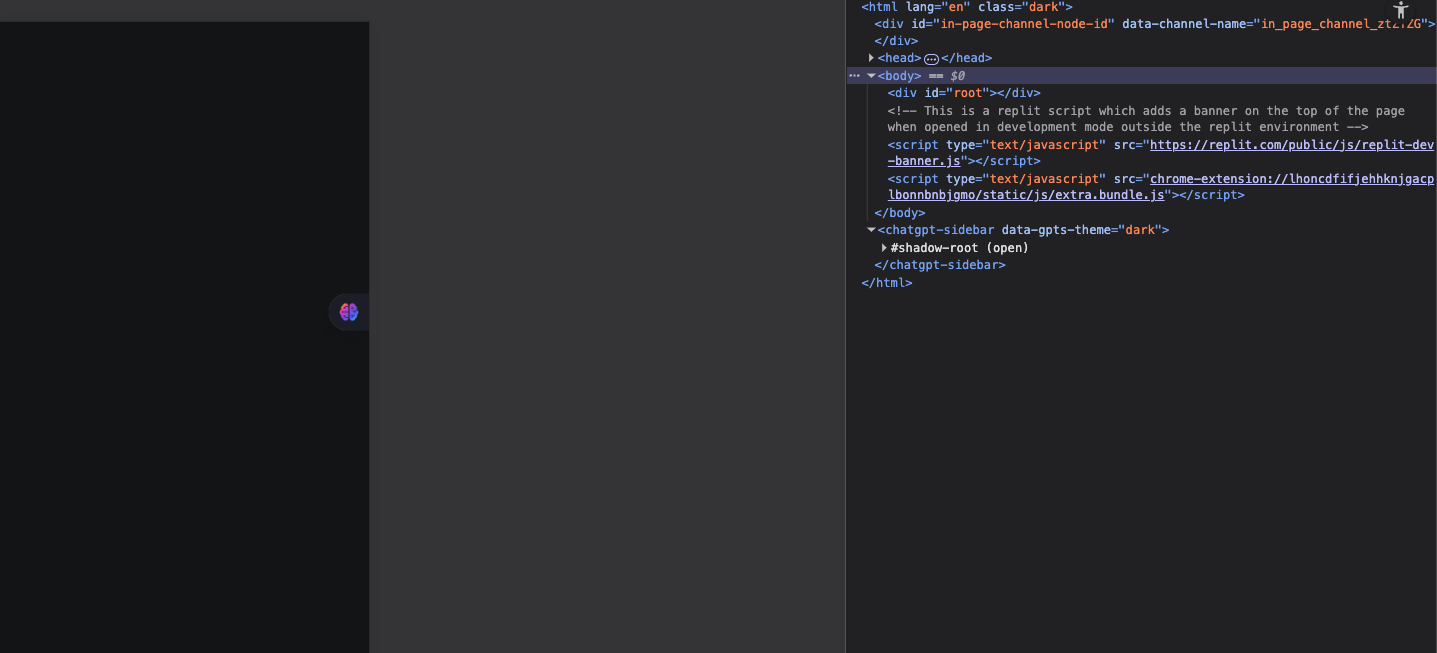 <html lang="en" class="dark">
<div id="in-page-channel-node-id" data-channel-name="in_page_channel_ztZTZG">
</div>
<head>…</head>
<body> == $0
<div id="root"></div>
<!-- This is a replit script which adds a banner on the top of the page
when opened in development mode outside the replit environment -->
<script type="text/javascript" src="https://replit.com/public/js/replit-dev
-banner.js"></script>
<script type="text/javascript" src="chrome-extension://lhoncdfifjehhknjgacp
lbonnbnbjgmo/static/js/extra.bundle.js"></script>
</body>
<chatgpt-sidebar data-gpts-theme="dark">
#shadow-root (open)
</chatgpt-sidebar>
</html>